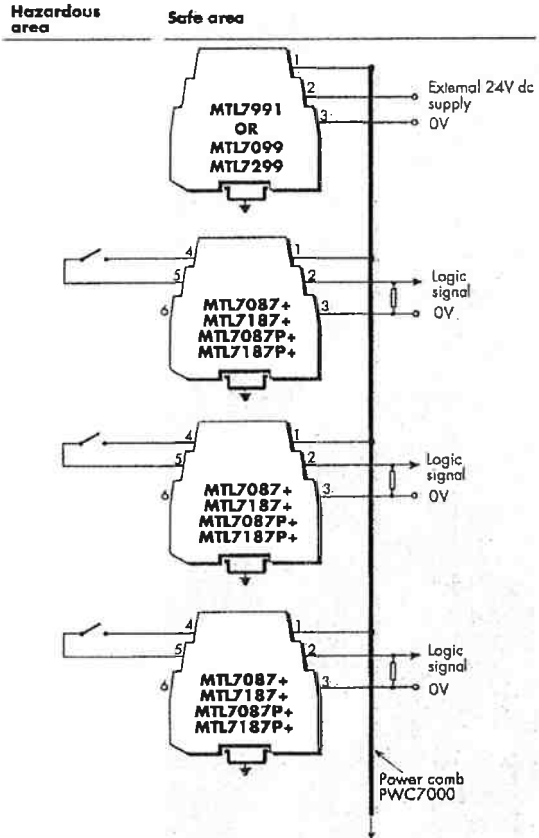 Hazardous area
Safe area
1
2
3
MTL7991
OR
MTL7099
MTL7299
External 24V dc
supply
0V
4
5
6
1
2
3
MTL7087+
MTL7187+
MTL7087P+
MTL7187P+
Logic
signal
0V
4
5
6
1
2
3
MTL7087+
MTL7187+
MTL7087P+
MTL7187P+
Logic
signal
0V
4
5
6
1
2
3
MTL7087+
MTL7187+
MTL7087P+
MTL7187P+
Logic
signal
0V
Power comb
PWC7000